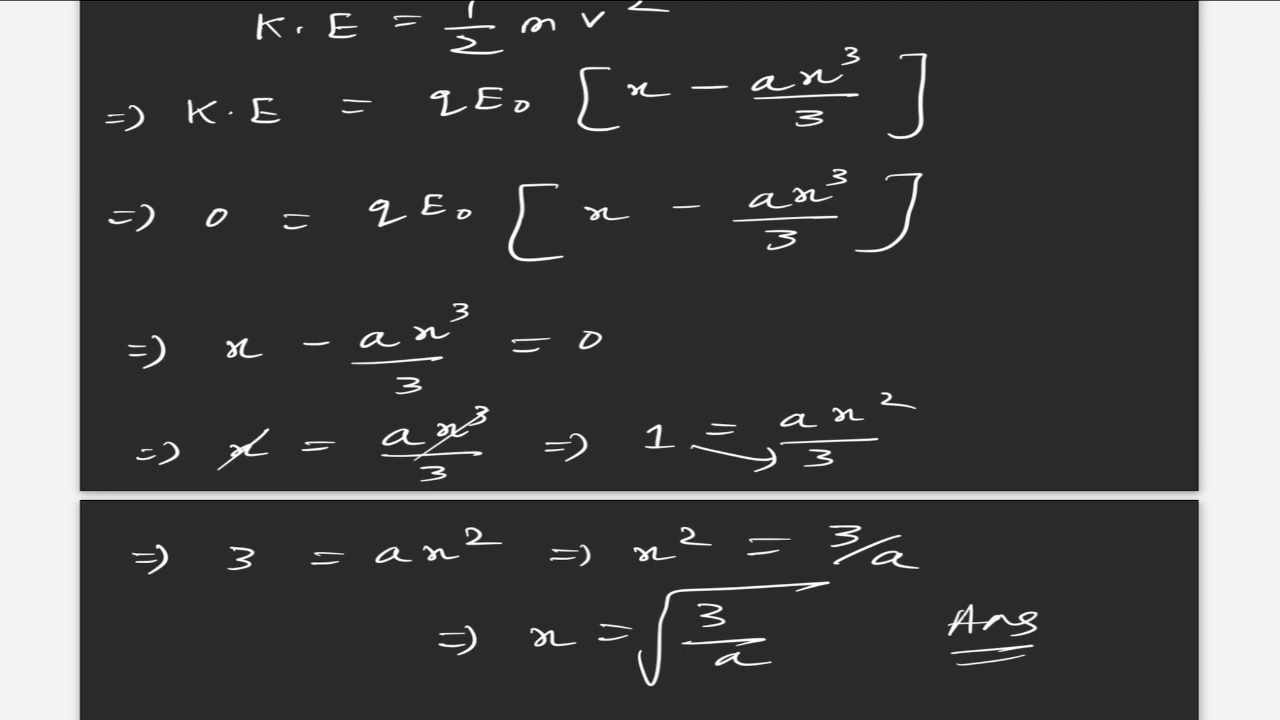 K.E = 1/2 m v²
=) K.E = qE₀ [x - ax³/3]
=) 0 = qE₀ [x - ax³/3]
=) x - ax³/3 = 0
=) x = ax³/3 =) 1 = ax²/3
=) 3 = ax² =) x² = 3/a
=) x = √(3/a) Ans